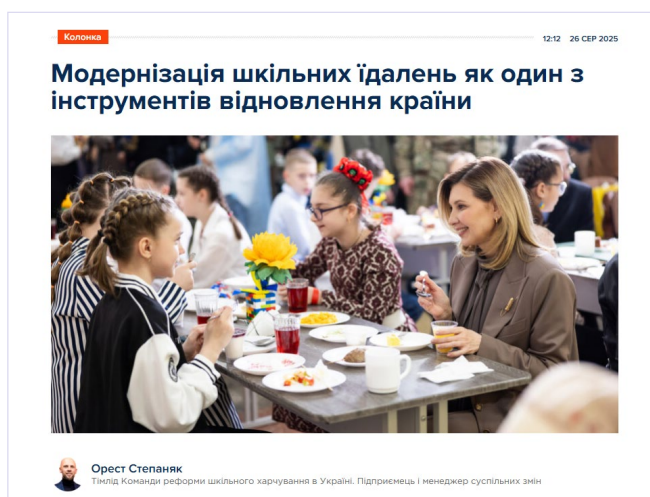 Колонка
12:12 26 СЕР 2025
Модернізація шкільних їдалень як один з
інструментів відновлення країни
Орест Степаняк
Тімлід Команди реформи шкільного харчування в Україні. Підприємець і менеджер суспільних змін